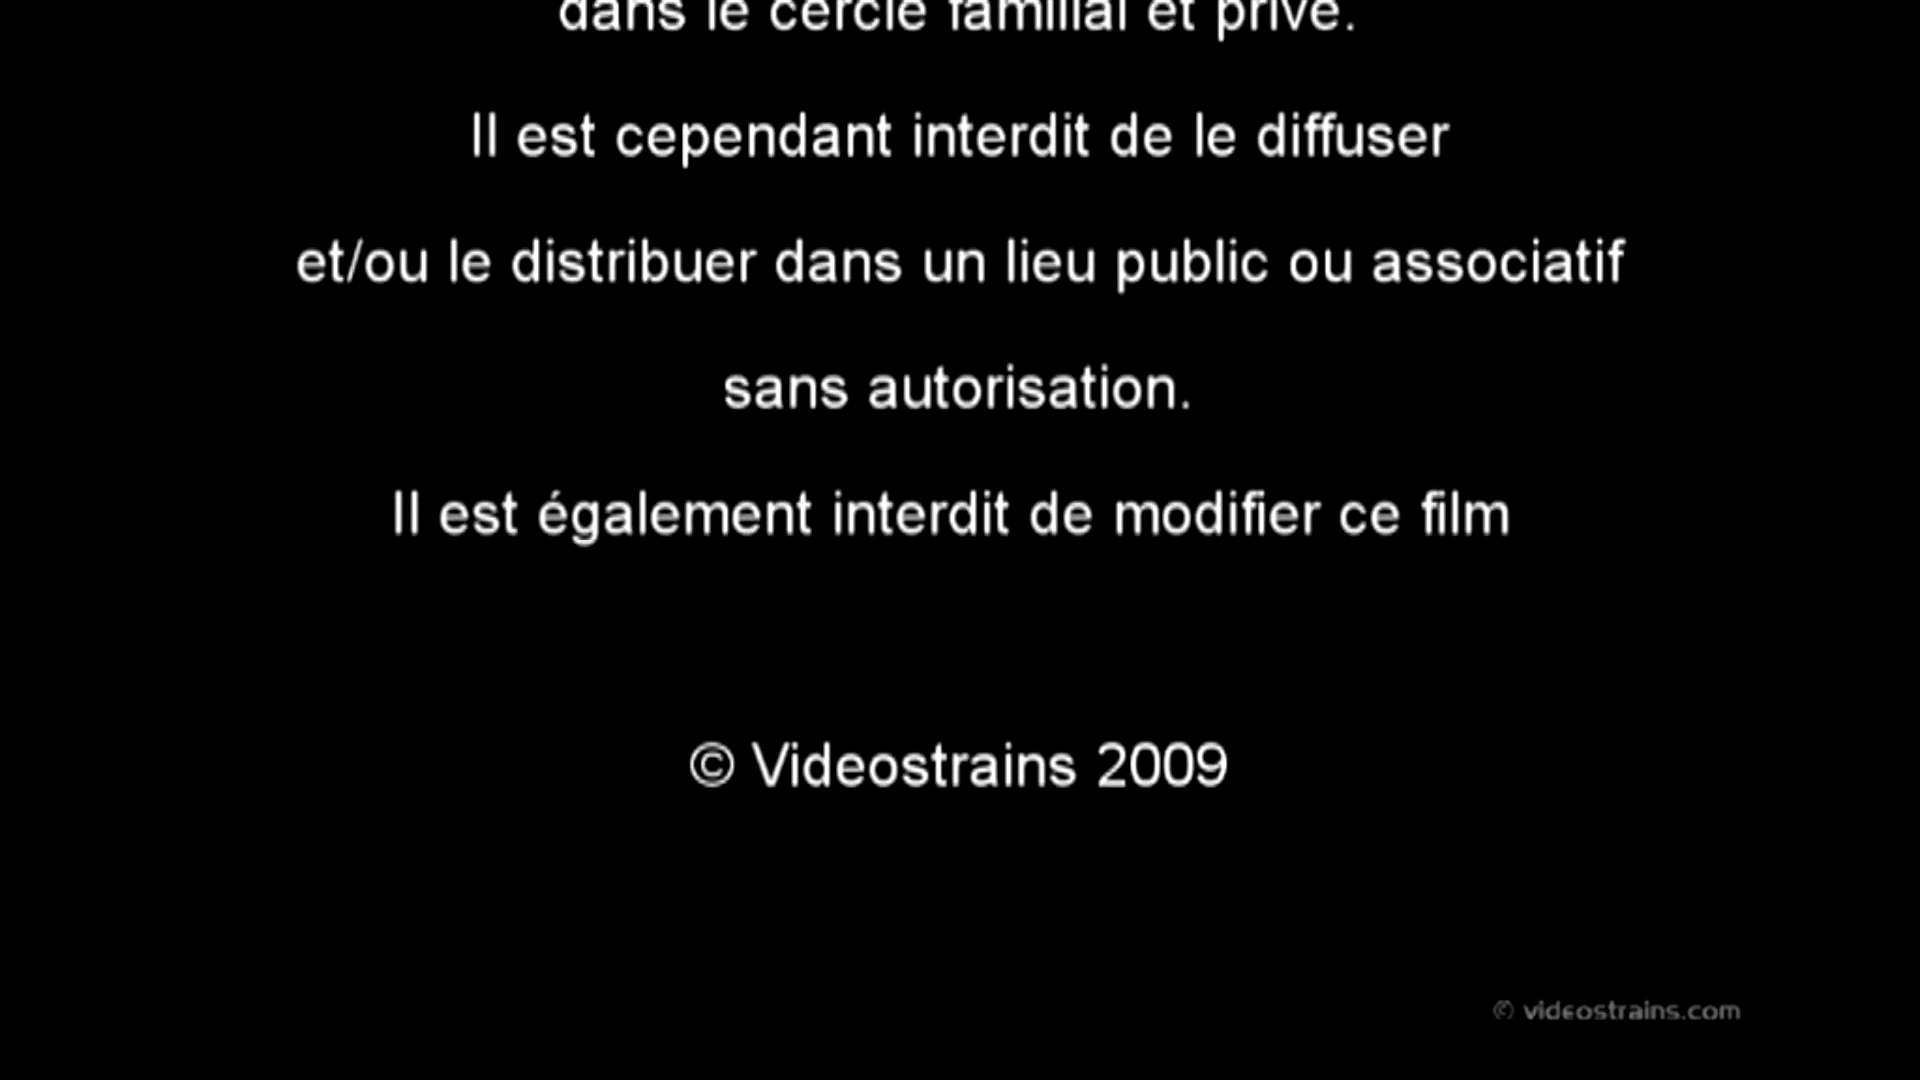 dans le cercle familial et privé.
Il est cependant interdit de le diffuser
et/ou le distribuer dans un lieu public ou associatif
sans autorisation.
Il est également interdit de modifier ce film
© Videostrains 2009
© videostrains.com